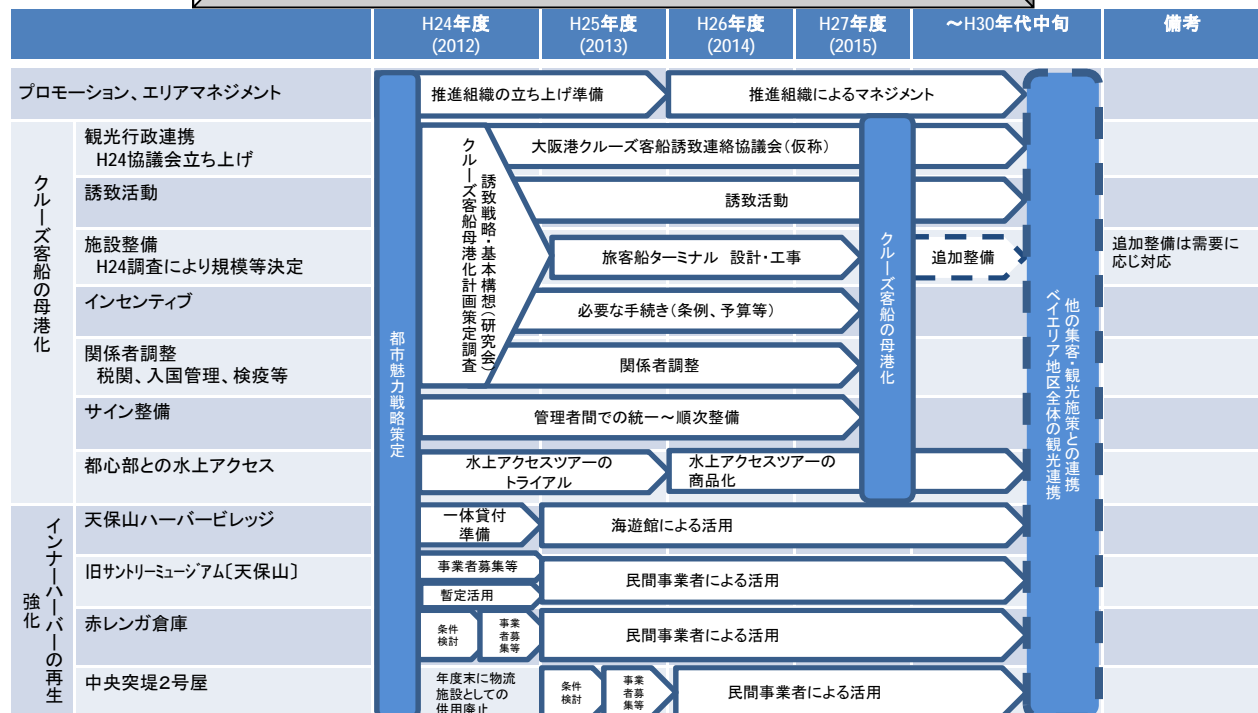 H24年度
(2012)
H25年度
(2013)
H26年度
(2014)
H27年度
(2015)
～H30年代中旬
備考
プロモーション、エリアマネジメント
推進組織の立ち上げ準備
推進組織によるマネジメント
都市魅力戦略策定
クルーズ客船の母港化
観光行政連携
H24協議会立ち上げ
誘致戦略・基本構想（研究会）
クルーズ客船母港化計画策定調査
大阪港クルーズ客船誘致連絡協議会（仮称）
誘致活動
誘致活動
施設整備
H24調査により規模等決定
旅客船ターミナル　設計・工事
クルーズ客船の母港化
追加整備
追加整備は需要に
応じ対応
インセンティブ
必要な手続き（条例、予算等）
関係者調整
税関、入国管理、検疫等
関係者調整
サイン整備
管理者間での統一～順次整備
都心部との水上アクセス
水上アクセスツアーの
トライアル
水上アクセスツアーの
商品化
他の集客・観光施策との連携
ベイエリア地区全体の観光連携
インナーハーバーの再生
強化
天保山ハーバービレッジ
一体貸付
準備
海遊館による活用
旧サントリーミュージアム〔天保山〕
事業者募集等
暫定活用
民間事業者による活用
赤レンガ倉庫
条件
検討
事業
者募
集等
民間事業者による活用
中央突堤２号屋
年度末に物流
施設としての
供用廃止
条件
検討
事業
者募
集等
民間事業者による活用